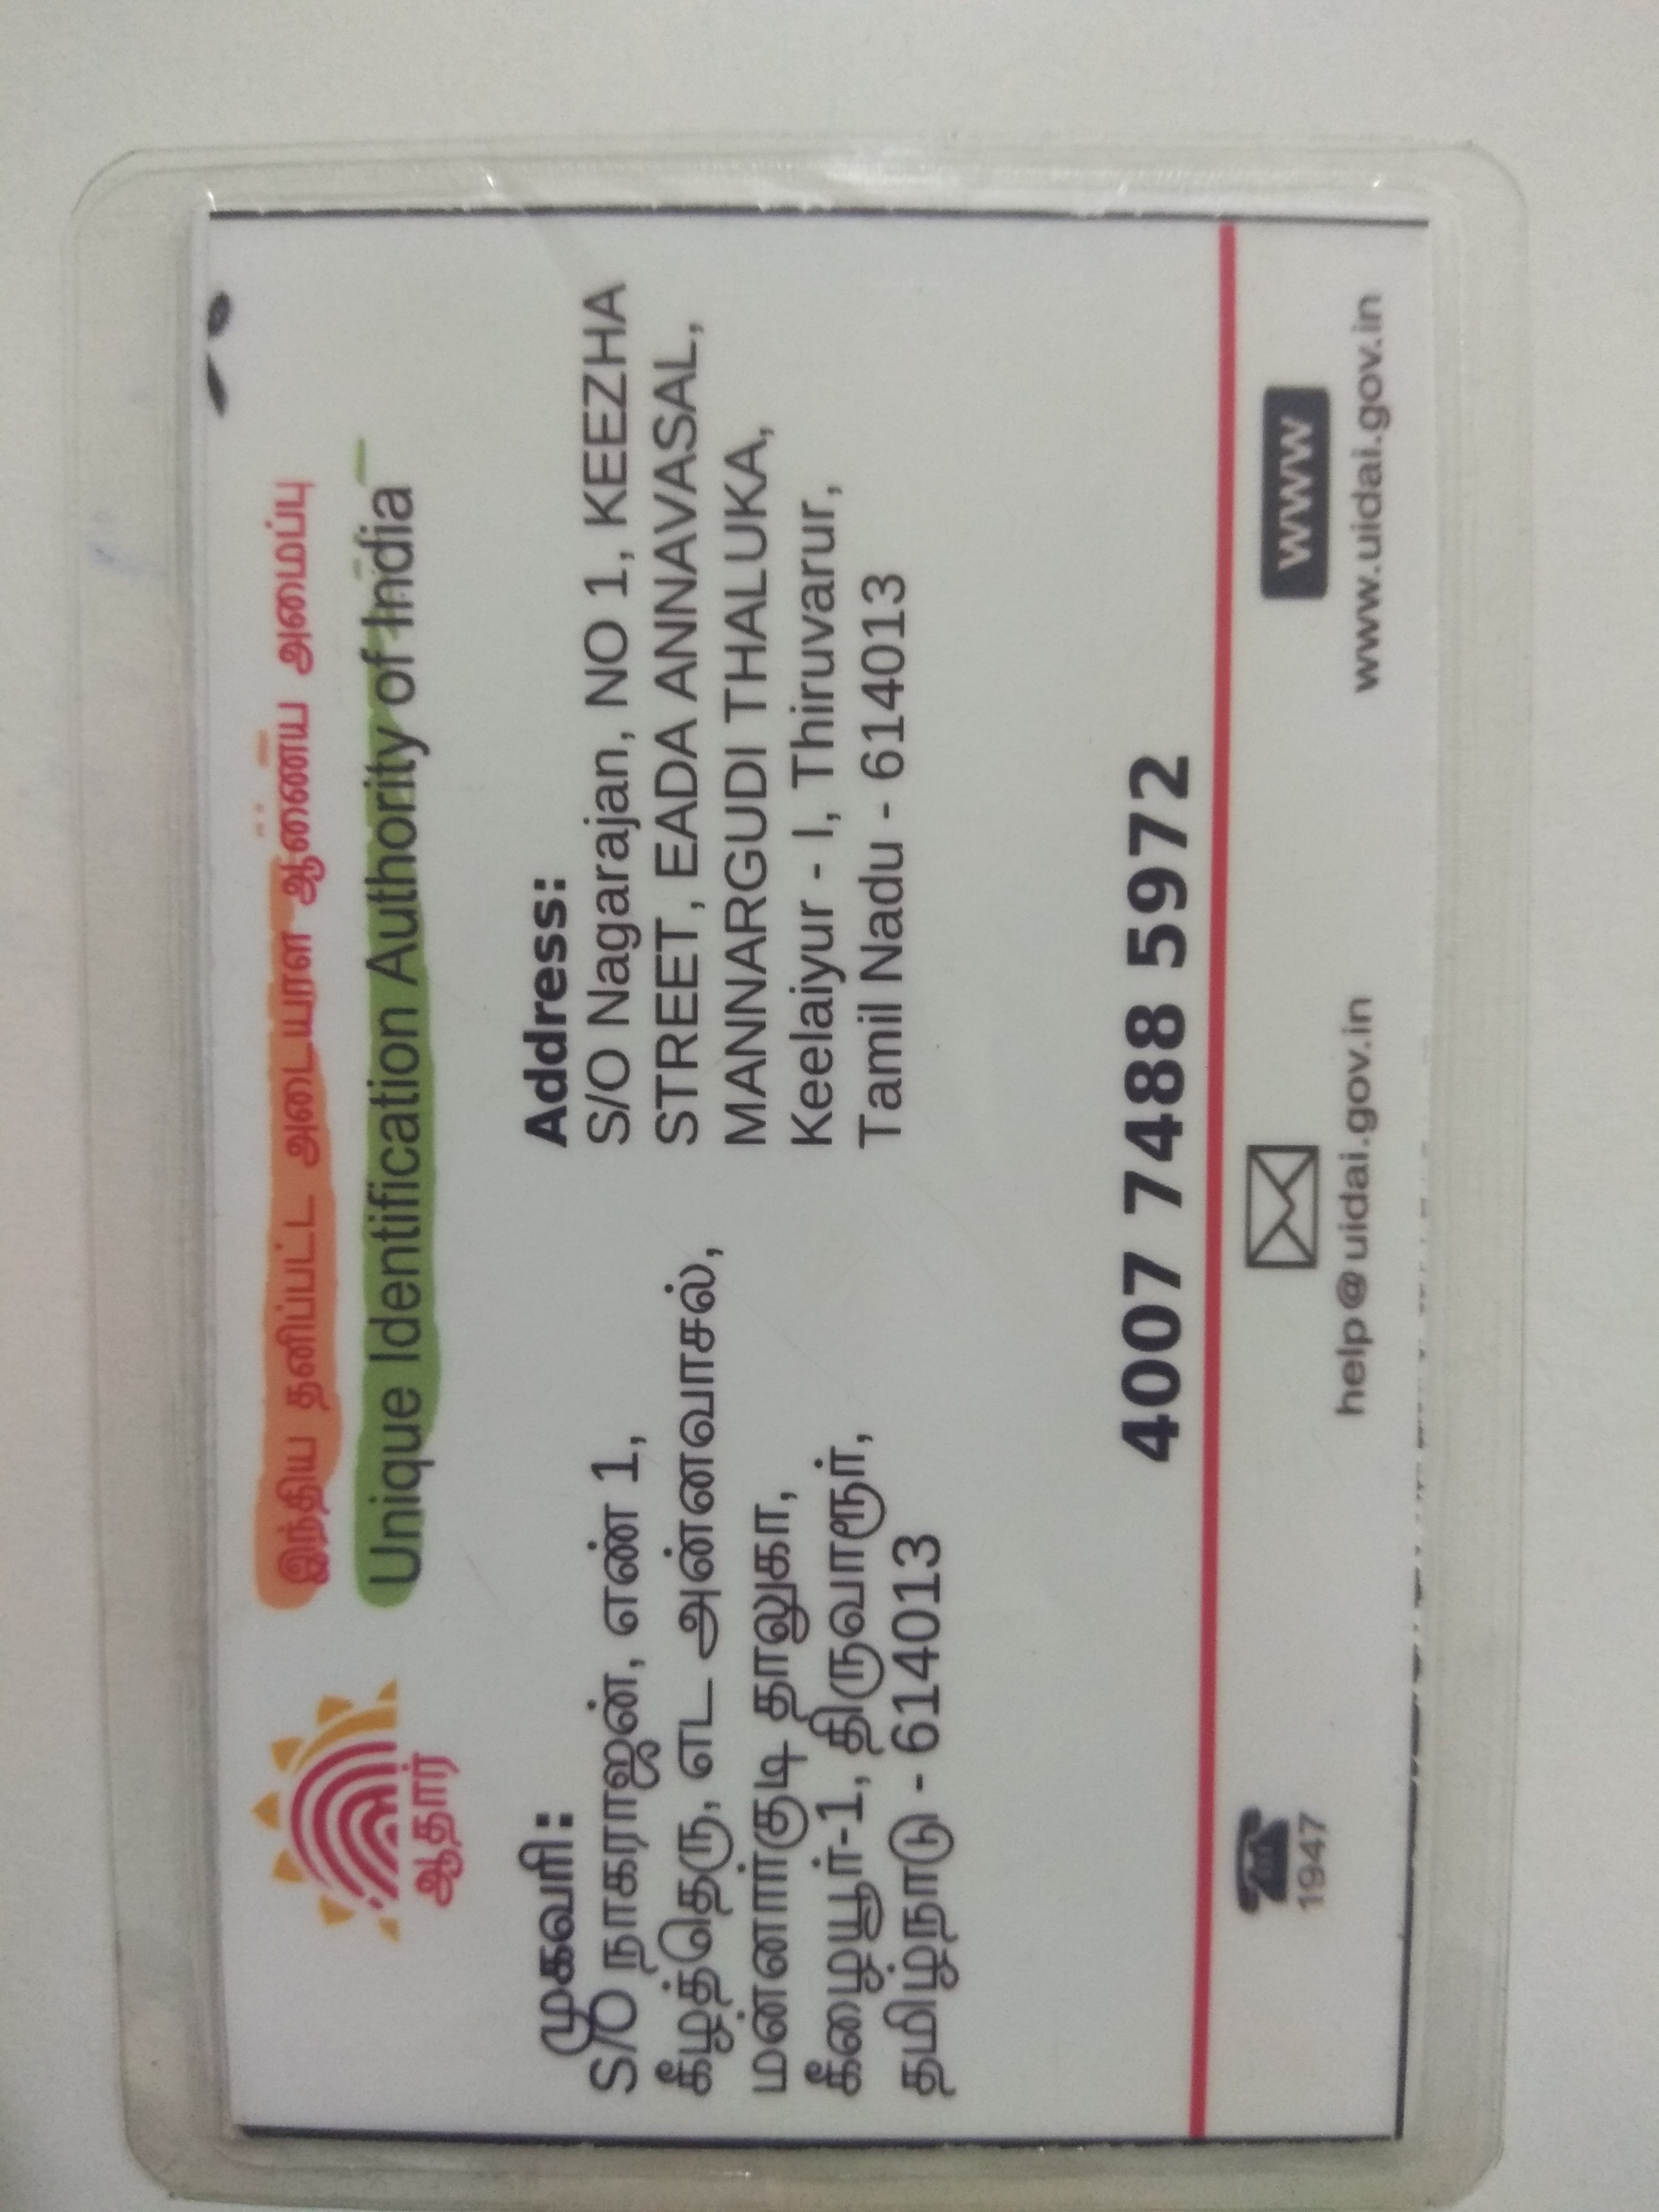 இந்திய தனிப்பட்ட அடையாள ஆணைய அமைப்பு
Unique Identification Authority of India
ஆதார்
முகவரி:
S/O நாகராஜன், எண் 1,
கீழத்தெரு, எட அன்னவாசல்,
மன்னார்குடி தாலுகா,
கீழையூர்-1, திருவாரூர்,
தமிழ்நாடு - 614013
Address:
S/O Nagarajan, NO 1, KEEZHA
STREET, EADA ANNAVASAL,
MANNARGUDI THALUKA,
Keelaiyur - I, Thiruvarur,
Tamil Nadu - 614013
4007 7488 5972
1947
help@uidai.gov.in
www
www.uidai.gov.in